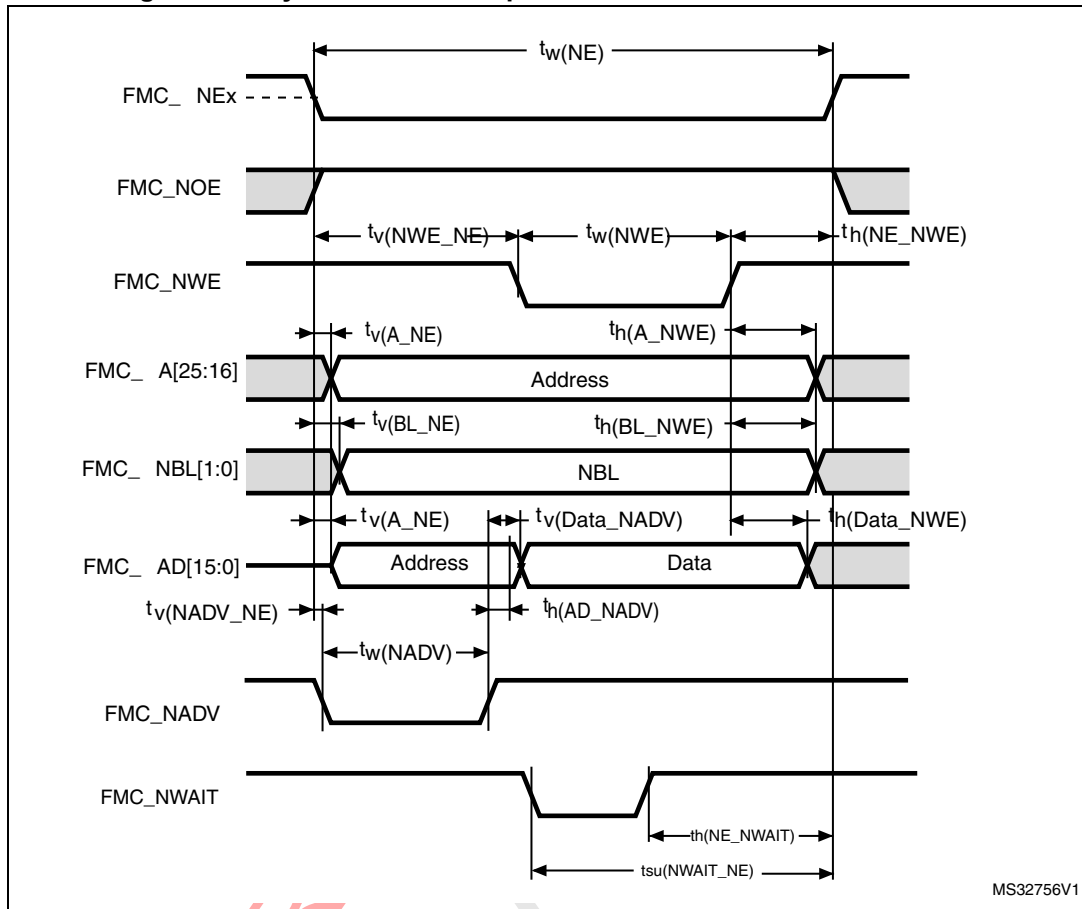 tw(NE)
FMC_ NEx
FMC_NOE
tv(NWE_NE)
tw(NWE)
th(NE_NWE)
FMC_NWE
tv(A_NE)
th(A_NWE)
FMC_ A[25:16]
Address
tv(BL_NE)
th(BL_NWE)
FMC_ NBL[1:0]
NBL
tv(A_NE)
tv(Data_NADV)
th(Data_NWE)
FMC_ AD[15:0]
Address
Data
tv(NADV_NE)
th(AD_NADV)
tw(NADV)
FMC_NADV
FMC_NWAIT
th(NE_NWAIT)
tsu(NWAIT_NE)
MS32756V1